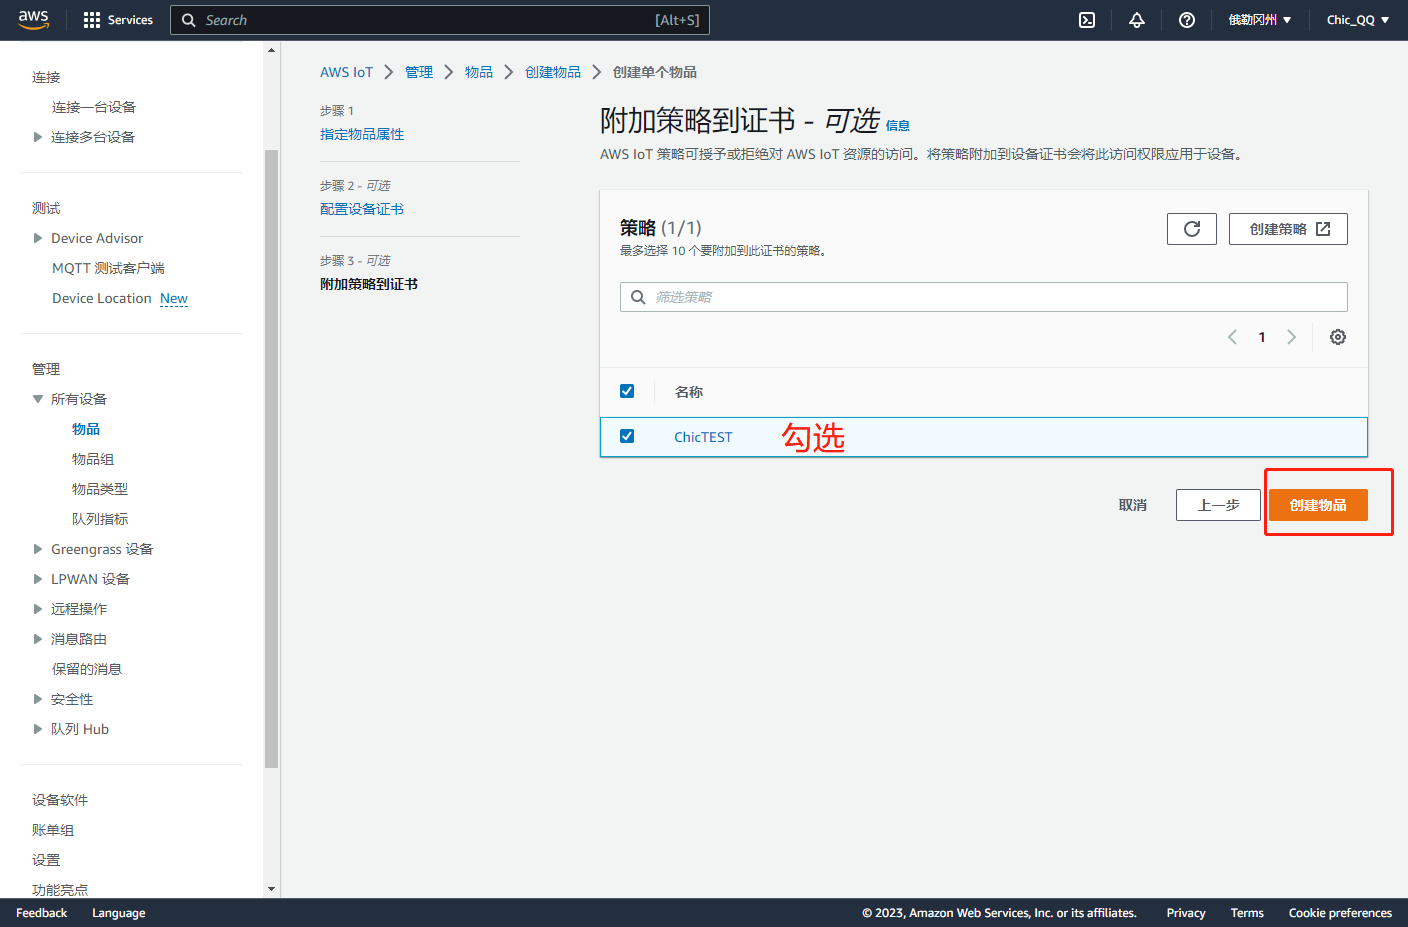 aws
Services
Search
[Alt+S]
俄勒冈州
Chic_QQ
连接
连接一台设备
连接多台设备
测试
Device Advisor
MQTT 测试客户端
Device Location New
管理
所有设备
物品
物品组
物品类型
队列指标
Greengrass 设备
LPWAN 设备
远程操作
消息路由
保留的消息
安全性
队列 Hub
设备软件
账单组
设置
功能亮点
AWS IoT
管理
物品
创建物品
创建单个物品
步骤 1
指定物品属性
步骤 2 - 可选
配置设备证书
步骤 3 - 可选
附加策略到证书
附加策略到证书 - 可选 信息
AWS IoT 策略可授予或拒绝对 AWS IoT 资源的访问。将策略附加到设备证书会将此访问权限应用于设备。
策略 (1/1)
最多选择 10 个要附加到此证书的策略。
创建策略
筛选策略
1
名称
ChicTEST
勾选
取消
上一步
创建物品
Feedback
Language
© 2023, Amazon Web Services, Inc. or its affiliates.
Privacy
Terms
Cookie preferences